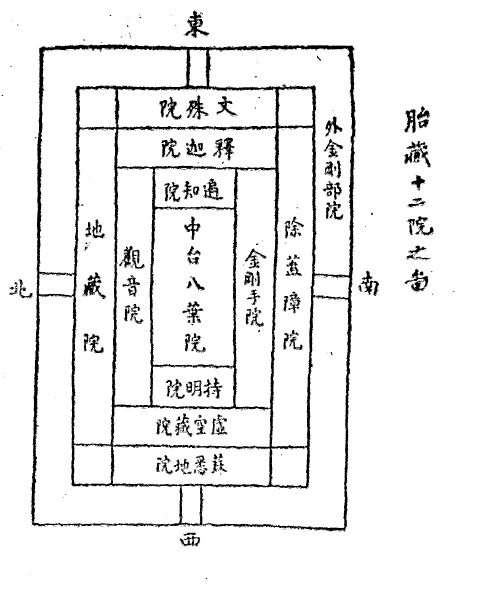 胎藏十二院之啚
東
外金剛部院
文殊院
釋迦院
遍知院
南
除蓋障院
金剛手院
中台八葉院
觀音院
地藏院
北
持明院
虛空藏院
蘇悉地院
西